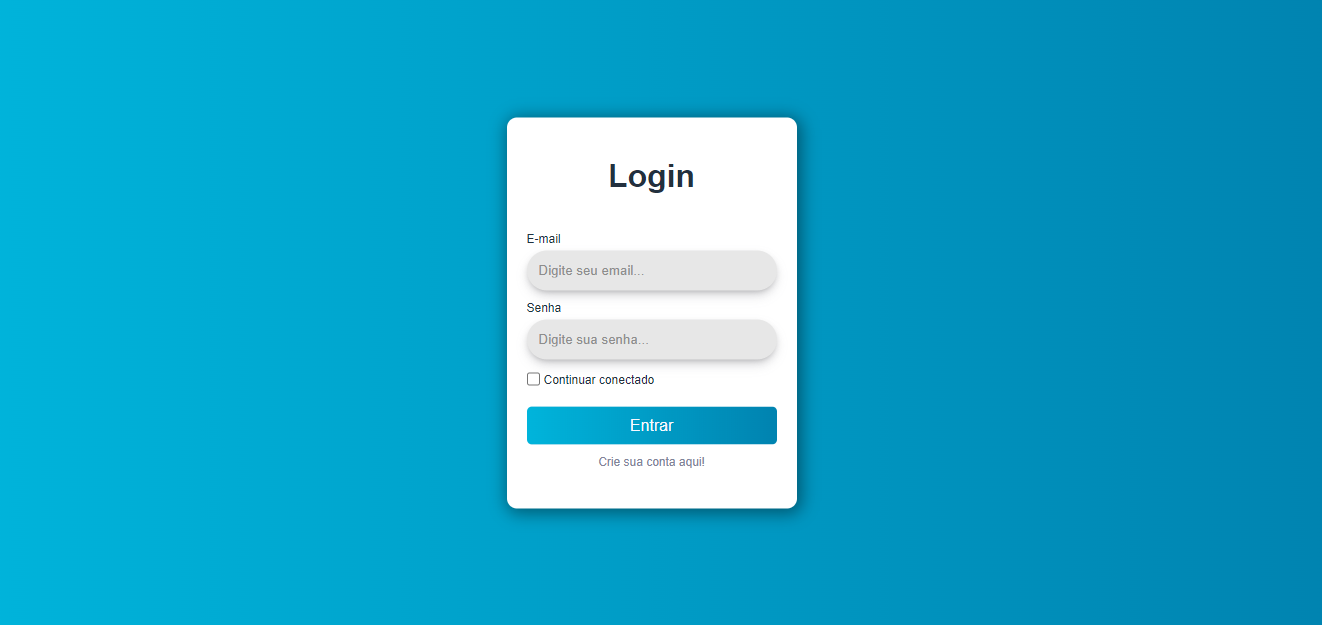 Login
E-mail
Digite seu email...
Senha
Digite sua senha...
Continuar conectado
Entrar
Crie sua conta aqui!